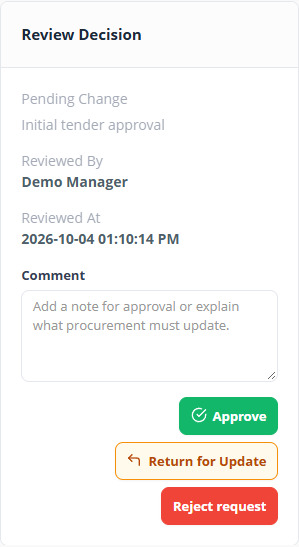 Review Decision
Pending Change
Initial tender approval
Reviewed By
Demo Manager
Reviewed At
2026-10-04 01:10:14 PM
Comment
Add a note for approval or explain
what procurement must update.
Approve
Return for Update
Reject request